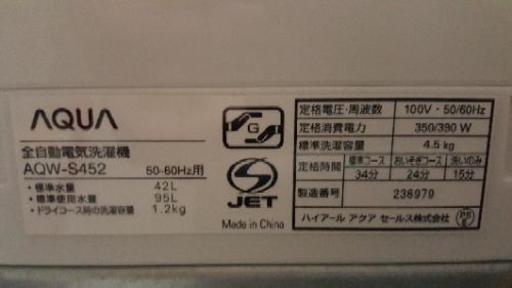 AQUA
全自動電気洗濯機
AQW-S452 50-60Hz用
・標準水量 42L
・標準使用水量 95L
・ドライコース時の洗濯容量 1.2kg
G
S
JET
Made in China
定格電圧・周波数 100V・50/60Hz
定格消費電力 350/390 W
標準洗濯容量 4.5 kg
定格時間 標準コース おいそぎコース 洗いのみ
34分 24分 15分
製造番号 236979
ハイアール アクア セールス株式会社